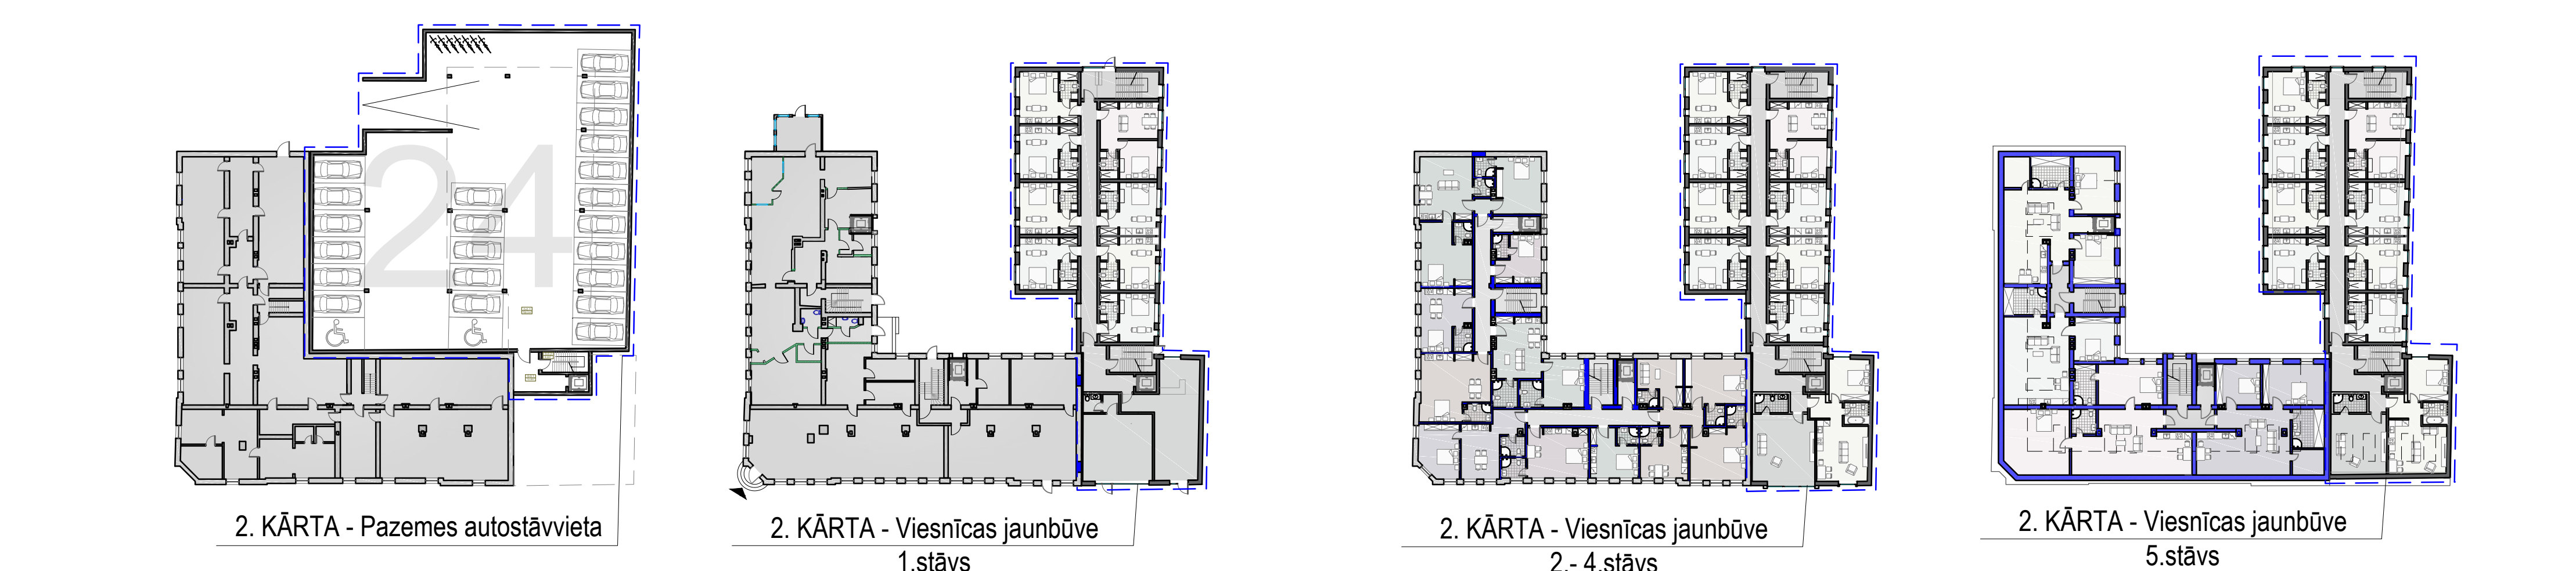 24
2. KĀRTA - Pazemes autostāvvieta
2. KĀRTA - Viesnīcas jaunbūve
1.stāvs
2. KĀRTA - Viesnīcas jaunbūve
2.- 4.stāvs
2. KĀRTA - Viesnīcas jaunbūve
5.stāvs